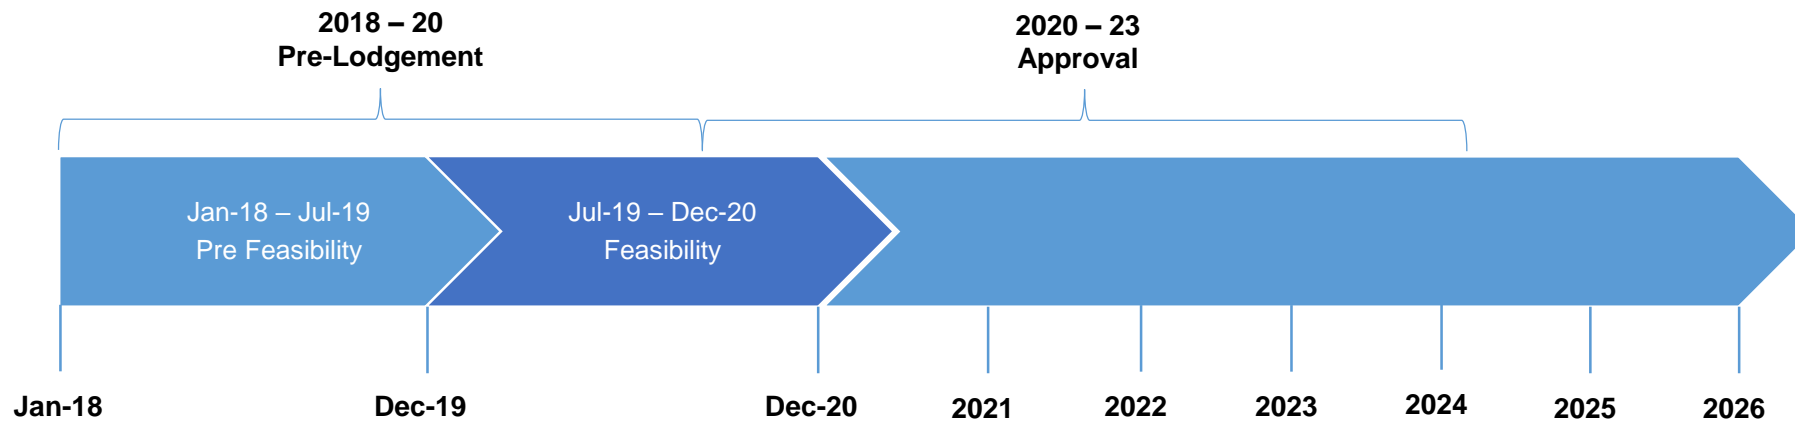 2018 – 20
Pre-Lodgement
2020 – 23
Approval
Jan-18 – Jul-19
Pre Feasibility
Jul-19 – Dec-20
Feasibility
Jan-18
Dec-19
Dec-20
2021
2022
2023
2024
2025
2026